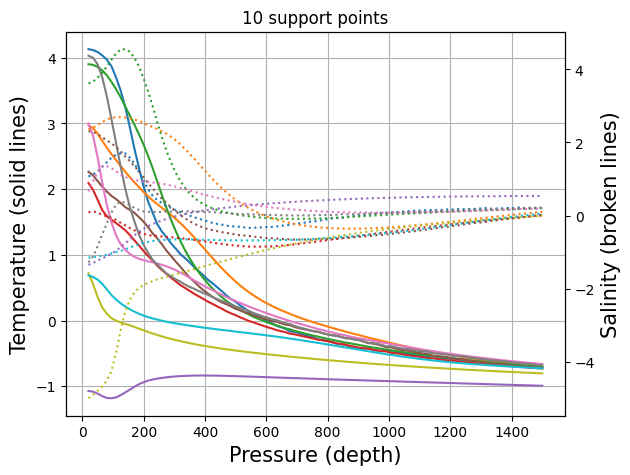 10 support points
4
3
2
1
0
−1
Temperature (solid lines)
4
2
0
−2
−4
Salinity (broken lines)
0 200 400 600 800 1000 1200 1400
Pressure (depth)